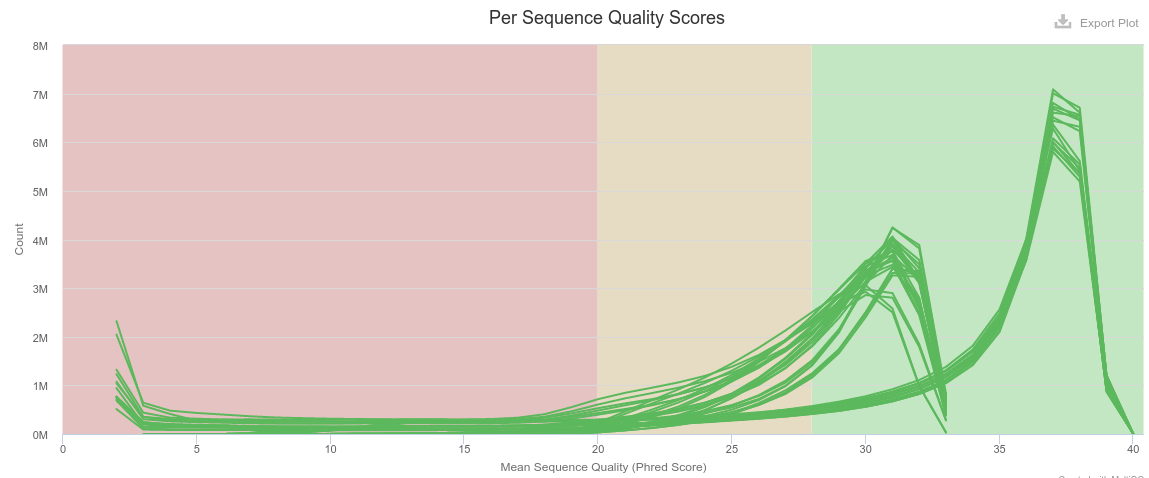 Per Sequence Quality Scores
Export Plot
8M
7M
6M
5M
4M
3M
2M
1M
0M
Count
0 5 10 15 20 25 30 35 40
Mean Sequence Quality (Phred Score)